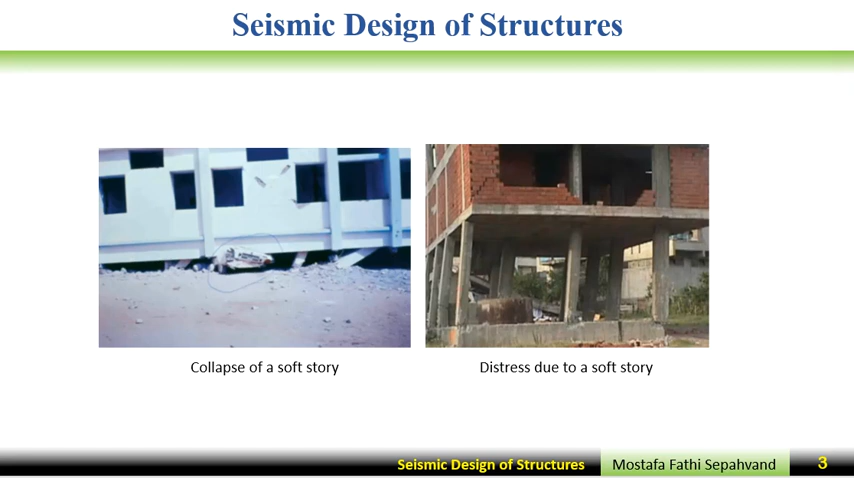 Seismic Design of Structures
Collapse of a soft story
Distress due to a soft story
Seismic Design of Structures
Mostafa Fathi Sepahvand
3